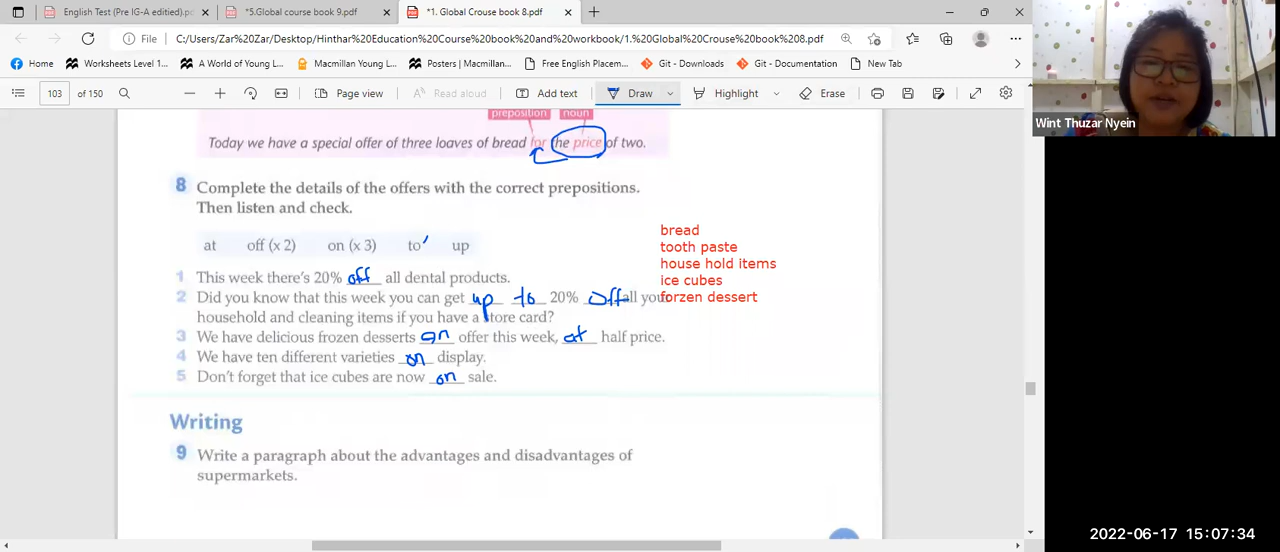 English Test (Pre IG-A editied).p
*5.Global course book 9.pdf
*1. Global Crouse book 8.pdf
File
C:/Users/Zar%20Zar/Desktop/Hinthar%20Education%20Course%20book%20and%20workbook/1.%20Global%20Crouse%20book%208.pdf
Home
Worksheets Level 1...
A World of Young L...
Macmillan Young L...
Posters | Macmillan...
Free English Placem...
Git - Downloads
Git - Documentation
New Tab
103 of 150
Page view
Read aloud
Add text
Draw
Highlight
Erase
Wint Thuzar Nyein
preposition noun
Today we have a special offer of three loaves of bread for the price of two.
8 Complete the details of the offers with the correct prepositions.
Then listen and check.
at off (x 2) on (x 3) to up
1 This week there's 20% off all dental products.
2 Did you know that this week you can get up to 20% off all your
household and cleaning items if you have a store card?
3 We have delicious frozen desserts on offer this week, at half price.
4 We have ten different varieties on display.
5 Don't forget that ice cubes are now on sale.
bread
tooth paste
house hold items
ice cubes
forzen dessert
Writing
9 Write a paragraph about the advantages and disadvantages of
supermarkets.
2022-06-17 15:07:34